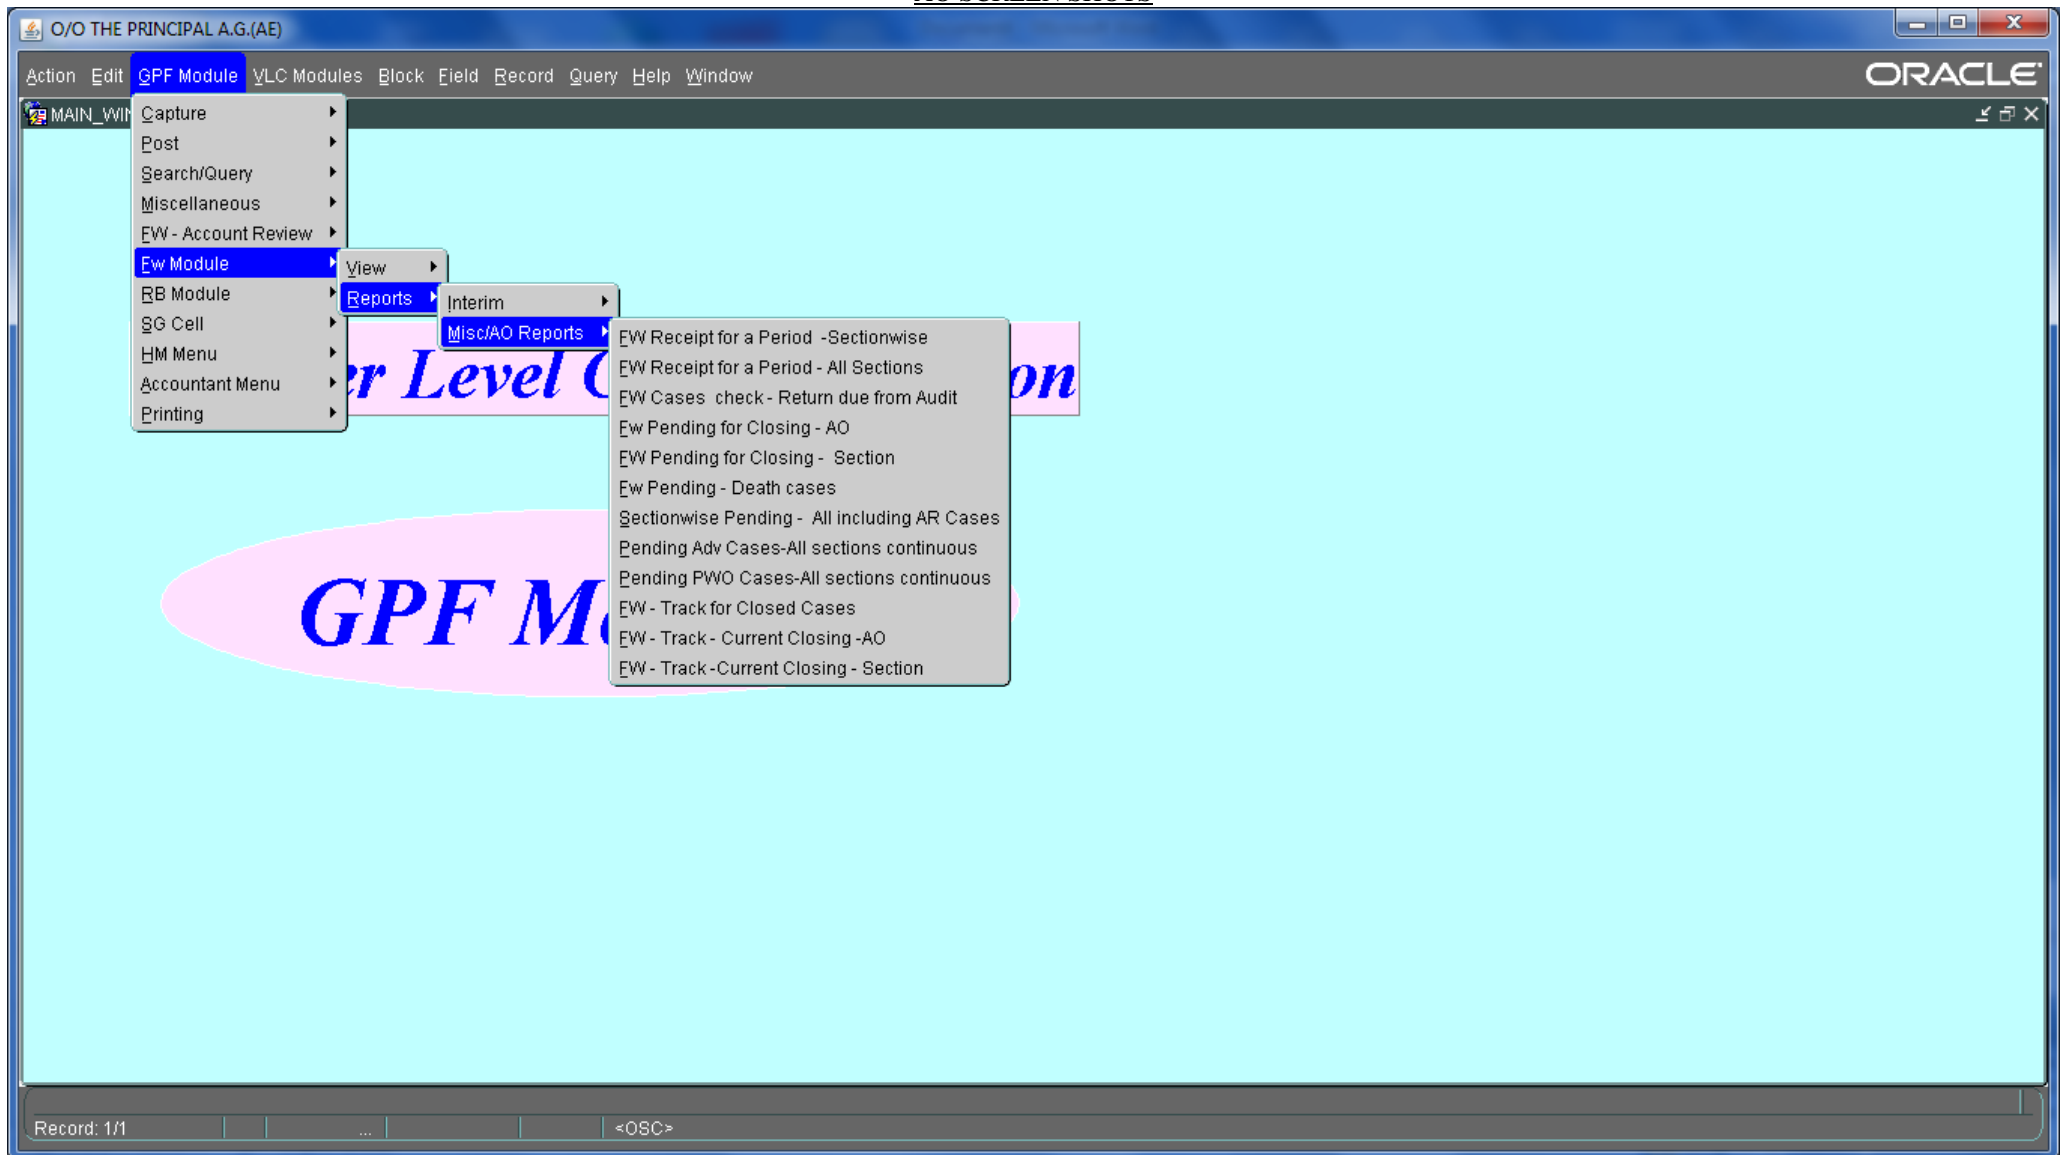 O/O THE PRINCIPAL A.G.(AE)
Action Edit GPF Module VLC Modules Block Field Record Query Help Window
ORACLE
MAIN_WIN
Capture
Post
Search/Query
Miscellaneous
FW - Account Review
Fw Module
RB Module
SG Cell
HM Menu
Accountant Menu
Printing
View
Reports
Interim
Misc/AO Reports
FW Receipt for a Period -Sectionwise
FW Receipt for a Period - All Sections
FW Cases check - Return due from Audit
Fw Pending for Closing - AO
FW Pending for Closing - Section
Fw Pending - Death cases
Sectionwise Pending - All including AR Cases
Pending Adv Cases-All sections continuous
Pending PWO Cases-All sections continuous
FW - Track for Closed Cases
FW - Track - Current Closing -AO
FW - Track -Current Closing - Section
er Level
on
GPF M
Record: 1/1 ... <OSC>